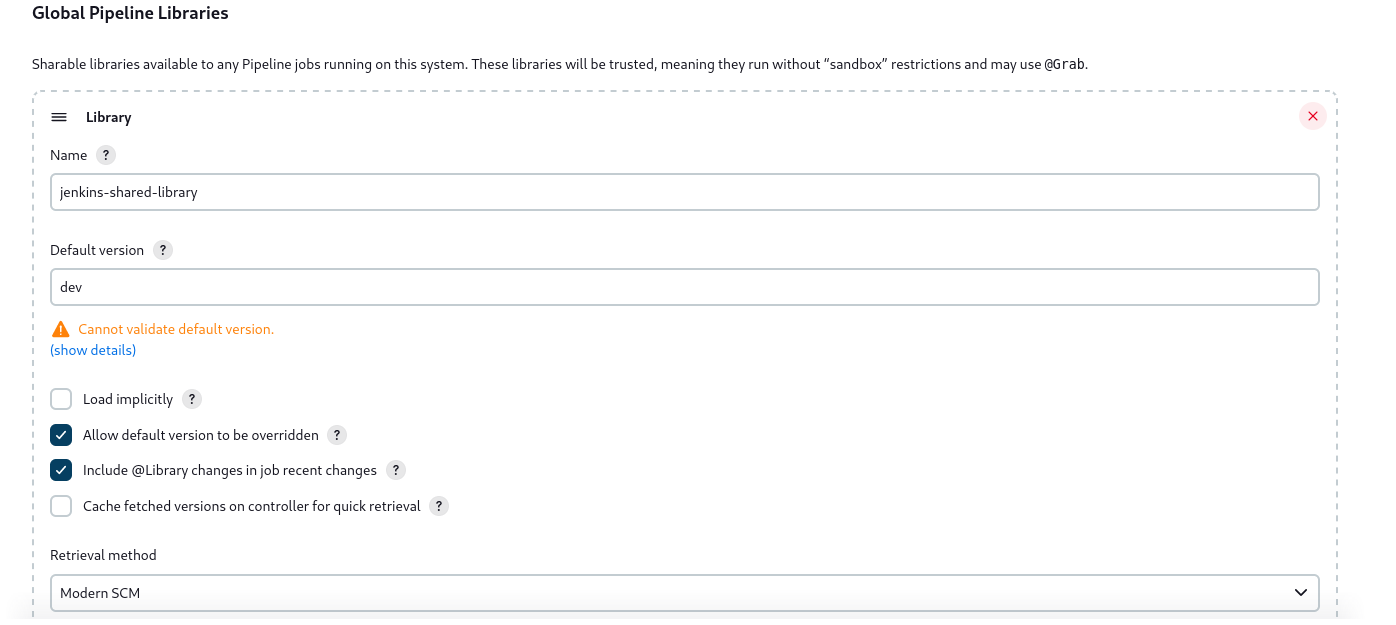 Global Pipeline Libraries
Sharable libraries available to any Pipeline jobs running on this system. These libraries will be trusted, meaning they run without “sandbox” restrictions and may use @Grab.
Library
Name ?
jenkins-shared-library
Default version ?
dev
Cannot validate default version.
(show details)
Load implicitly ?
Allow default version to be overridden ?
Include @Library changes in job recent changes ?
Cache fetched versions on controller for quick retrieval ?
Retrieval method
Modern SCM